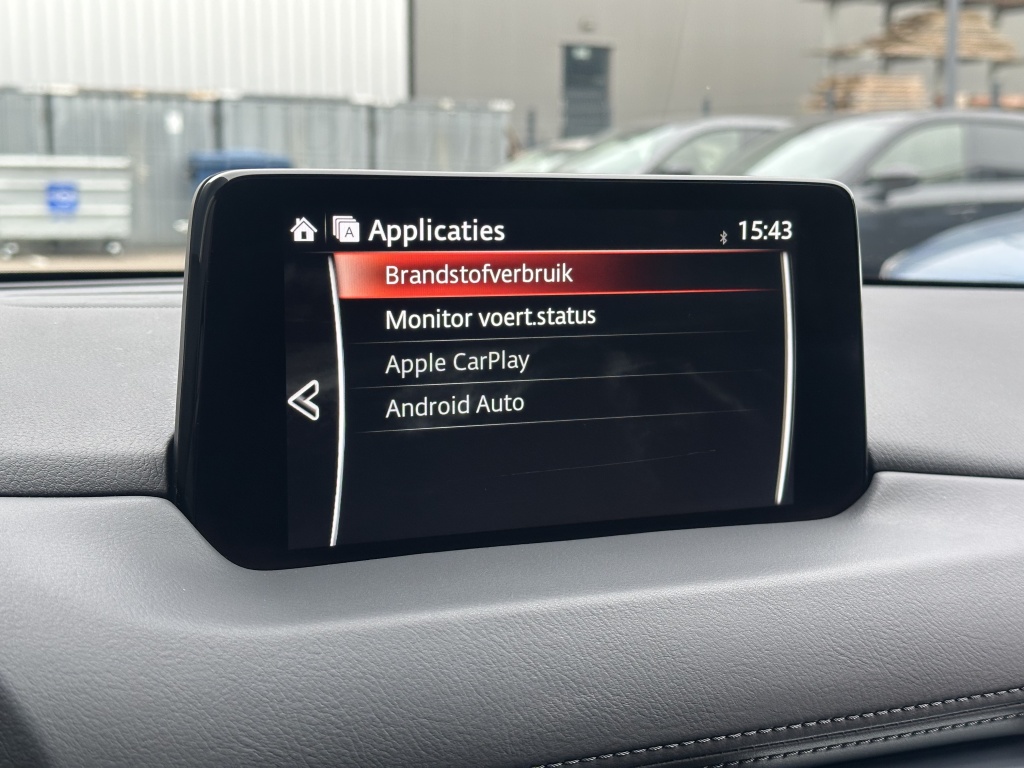 Applicaties 15:43
Brandstofverbruik
Monitor voert.status
Apple CarPlay
Android Auto